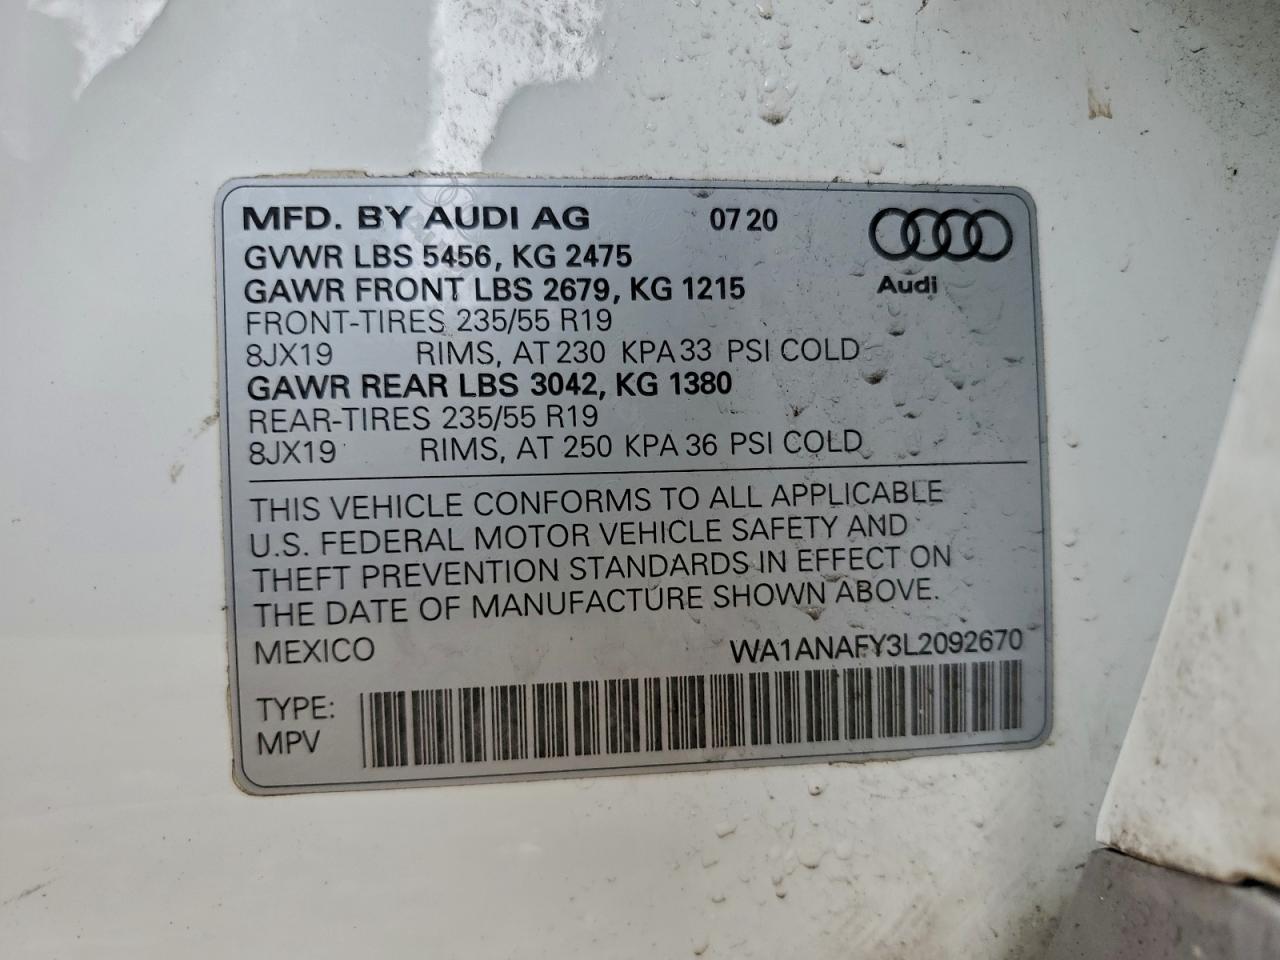 MFD. BY AUDI AG 07 20
Audi
GVWR LBS 5456, KG 2475
GAWR FRONT LBS 2679, KG 1215
FRONT-TIRES 235/55 R19
8JX19 RIMS, AT 230 KPA 33 PSI COLD
GAWR REAR LBS 3042, KG 1380
REAR-TIRES 235/55 R19
8JX19 RIMS, AT 250 KPA 36 PSI COLD
THIS VEHICLE CONFORMS TO ALL APPLICABLE
U.S. FEDERAL MOTOR VEHICLE SAFETY AND
THEFT PREVENTION STANDARDS IN EFFECT ON
THE DATE OF MANUFACTURE SHOWN ABOVE.
MEXICO WA1ANAFY3L2092670
TYPE:
MPV